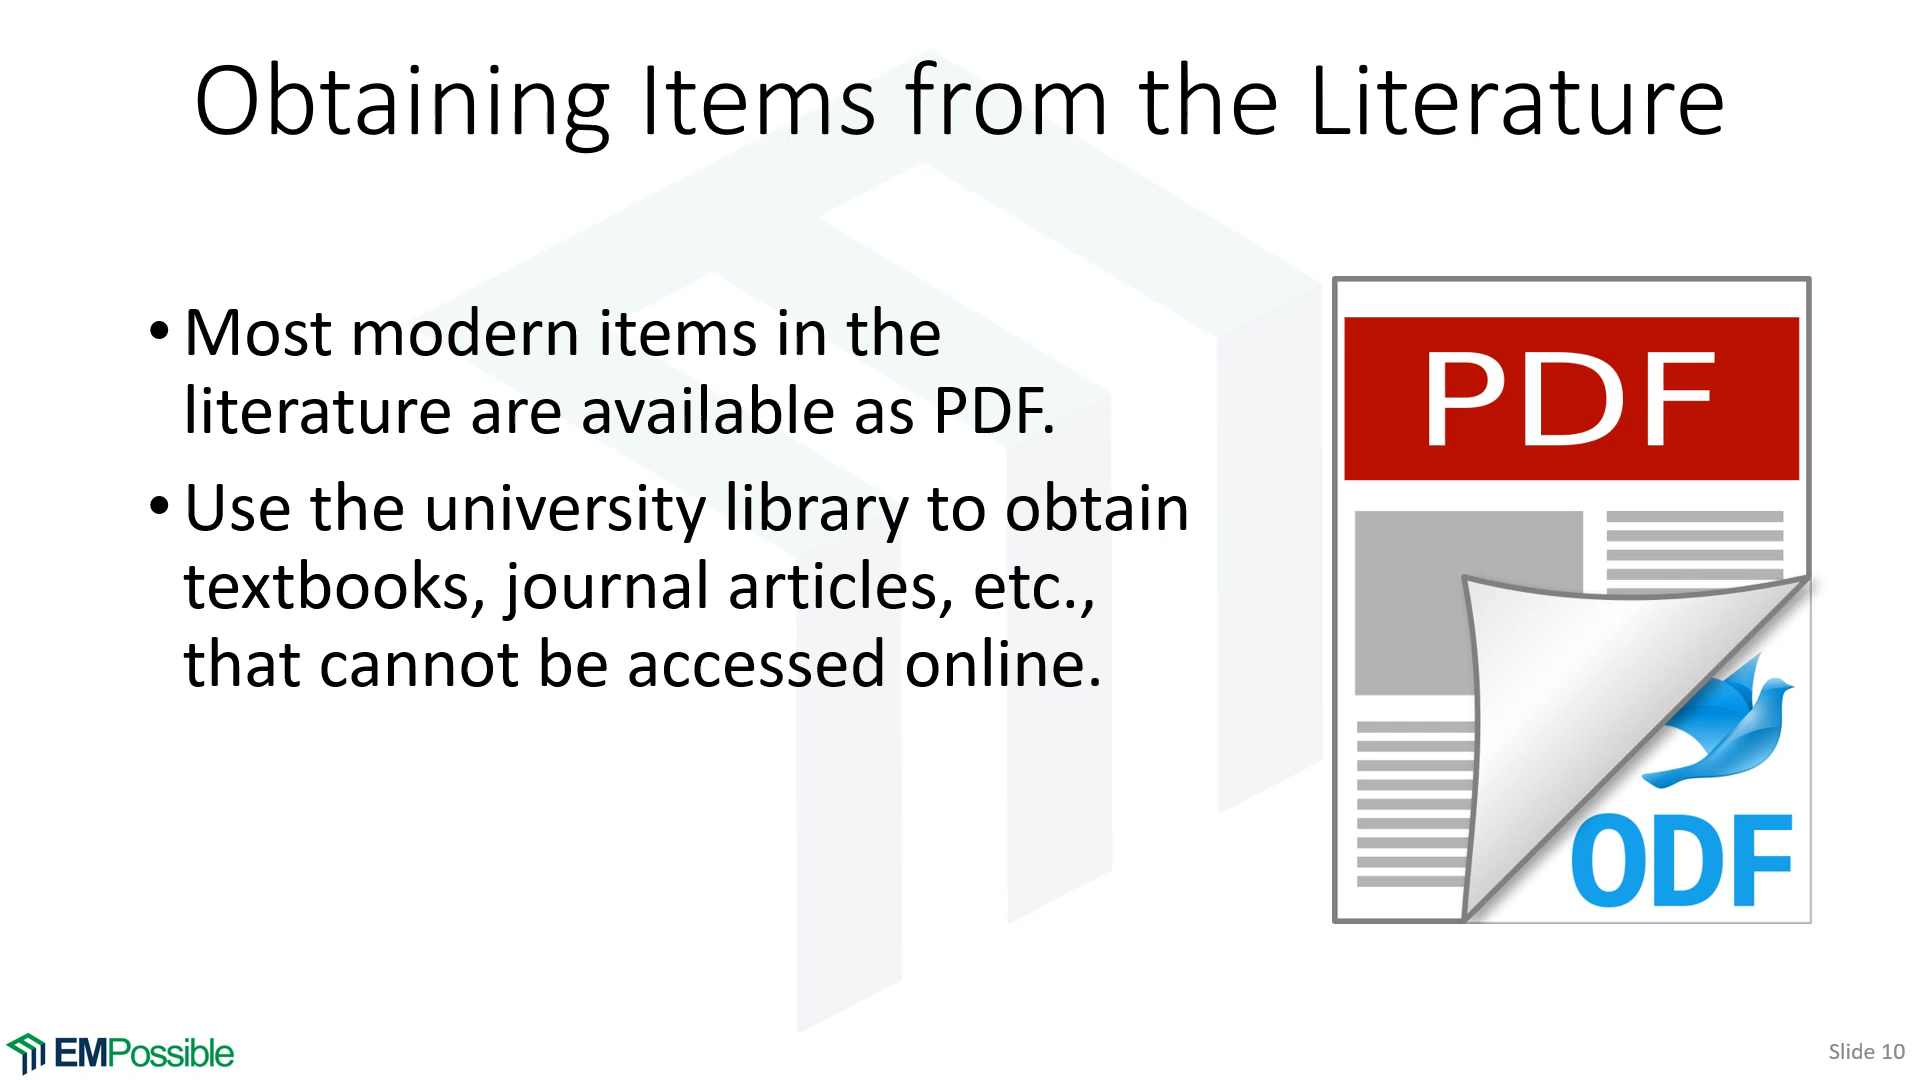 Obtaining Items from the Literature
• Most modern items in the
literature are available as PDF.
• Use the university library to obtain
textbooks, journal articles, etc.,
that cannot be accessed online.
PDF
ODF
EMPossible
Slide 10